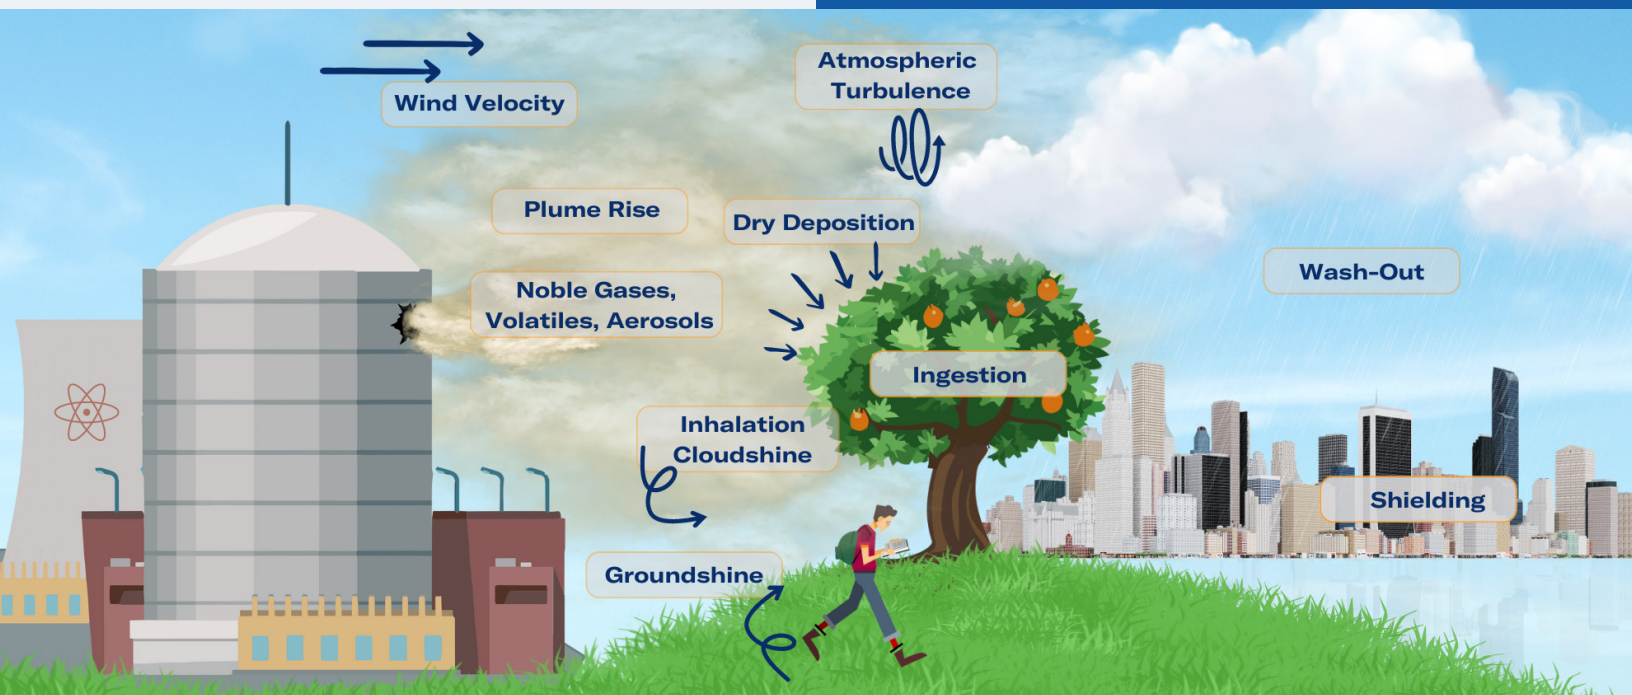 Wind Velocity
Atmospheric
Turbulence
Plume Rise
Dry Deposition
Noble Gases,
Volatiles, Aerosols
Wash-Out
Ingestion
Inhalation
Cloudshine
Shielding
Groundshine